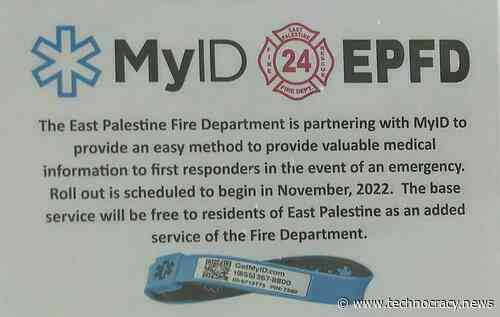 MyID EAST PALESTINE FIRE 24 RESCUE FIRE DEPT. EPFD
The East Palestine Fire Department is partnering with MyID to
provide an easy method to provide valuable medical
information to first responders in the event of an emergency.
Roll out is scheduled to begin in November, 2022. The base
service will be free to residents of East Palestine as an added
service of the Fire Department.
GetMyID.com
www.technocracy.news